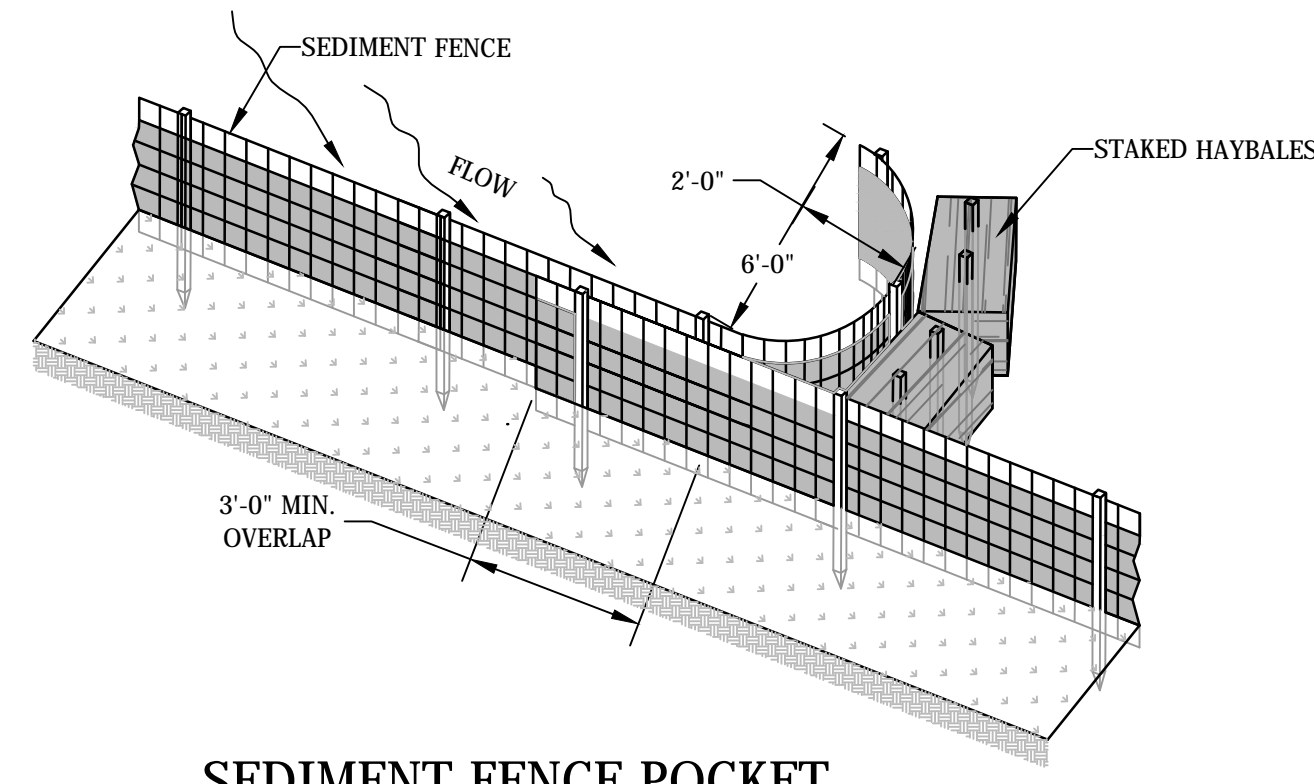 SEDIMENT FENCE
FLOW
2'-0"
STAKED HAYBALES
6'-0"
3'-0" MIN.
OVERLAP
SEDIMENT FENCE POCKET